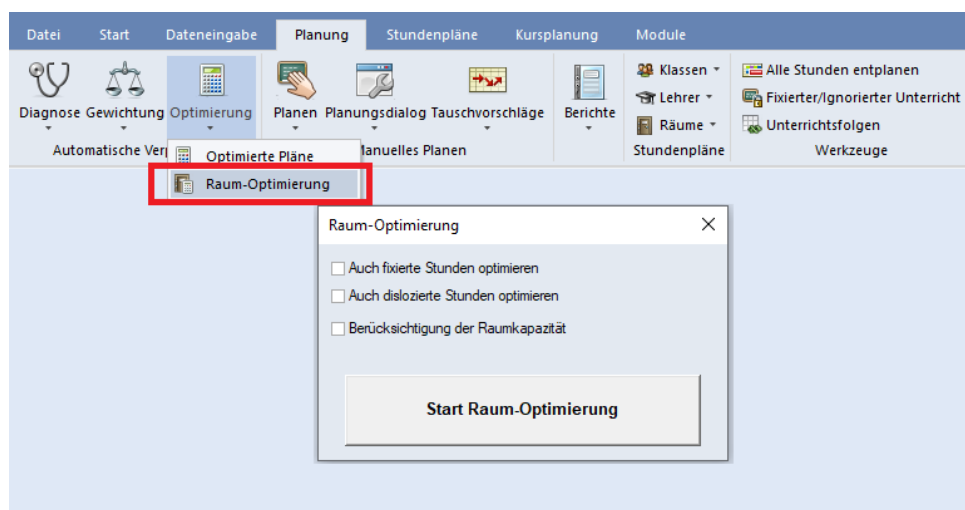 Datei Start Dateneingabe Planung Stundenpläne Kursplanung Module
Diagnose Gewichtung Optimierung Planen Planungsdialog Tauschvorschläge Berichte
Klassen
Lehrer
Räume
Alle Stunden entplanen
Fixierter/Ignorierter Unterricht
Unterrichtsfolgen
Automatische Ver Manuelles Planen Stundenpläne Werkzeuge
Optimierte Pläne
Raum-Optimierung
Raum-Optimierung
Auch fixierte Stunden optimieren
Auch dislozierte Stunden optimieren
Berücksichtigung der Raumkapazität
Start Raum-Optimierung